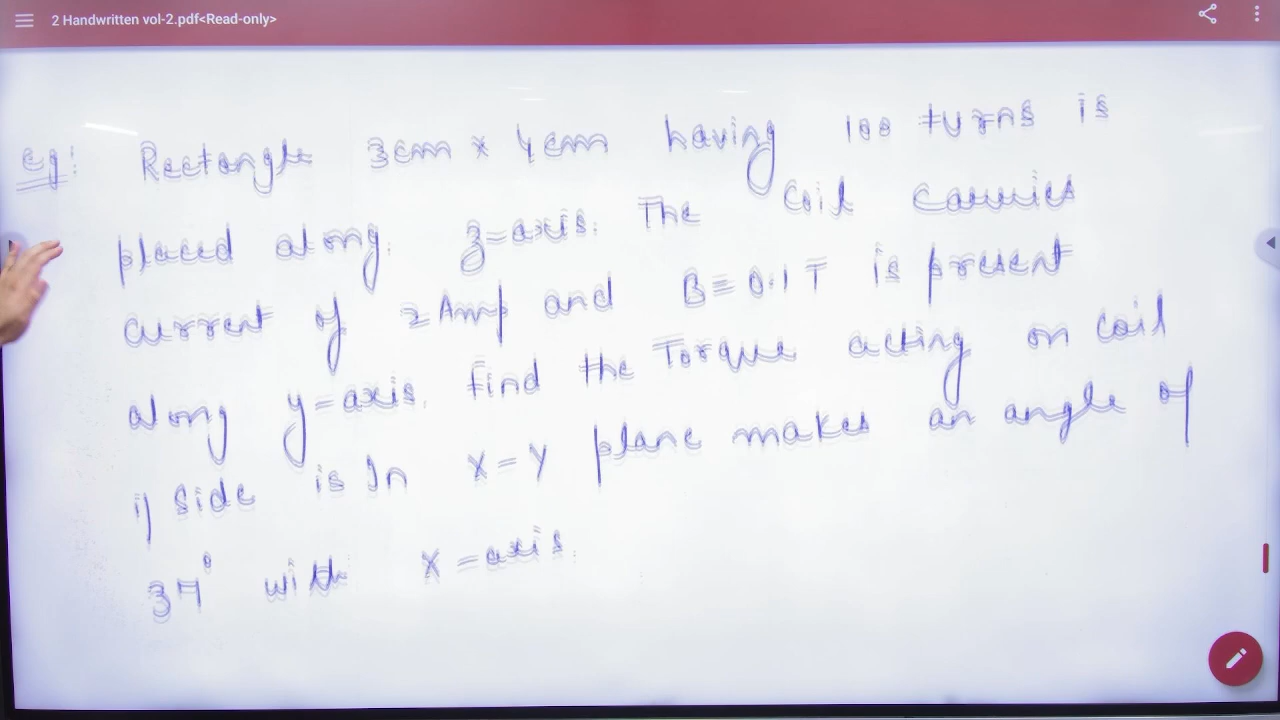 2 Handwritten vol-2.pdf<Read-only>
eg: Rectangle 3cm x 4cm having 100 turns is
placed along z-axis. The coil carries
current of 2 Amp and B = 0.1 T is present
along y-axis. find the Torque acting on coil
if side is In x-y plane makes an angle of
37° with x-axis.